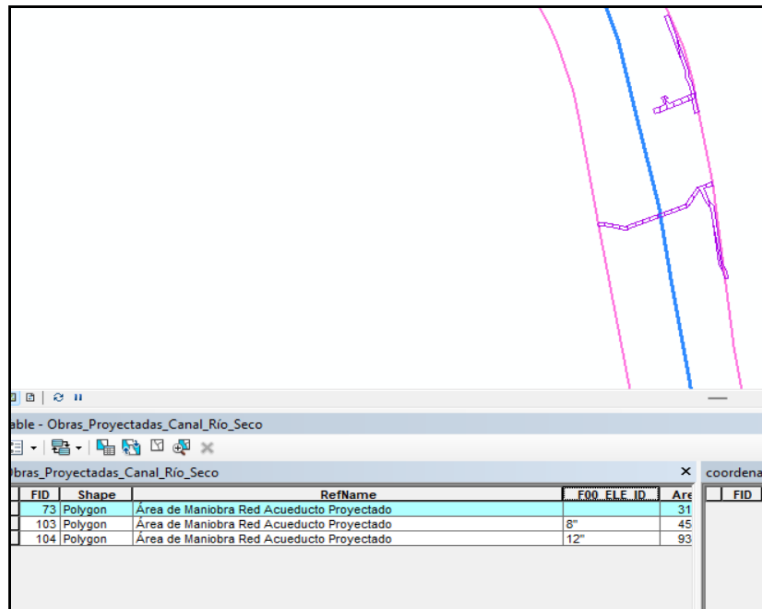 able - Obras_Proyectadas_Canal_Río_Seco
Obras_Proyectadas_Canal_Río_Seco × coordena
FID Shape RefName F00_ELE_ID Are FID
73 Polygon Área de Maniobra Red Acueducto Proyectado 31
103 Polygon Área de Maniobra Red Acueducto Proyectado 8" 45
104 Polygon Área de Maniobra Red Acueducto Proyectado 12" 93